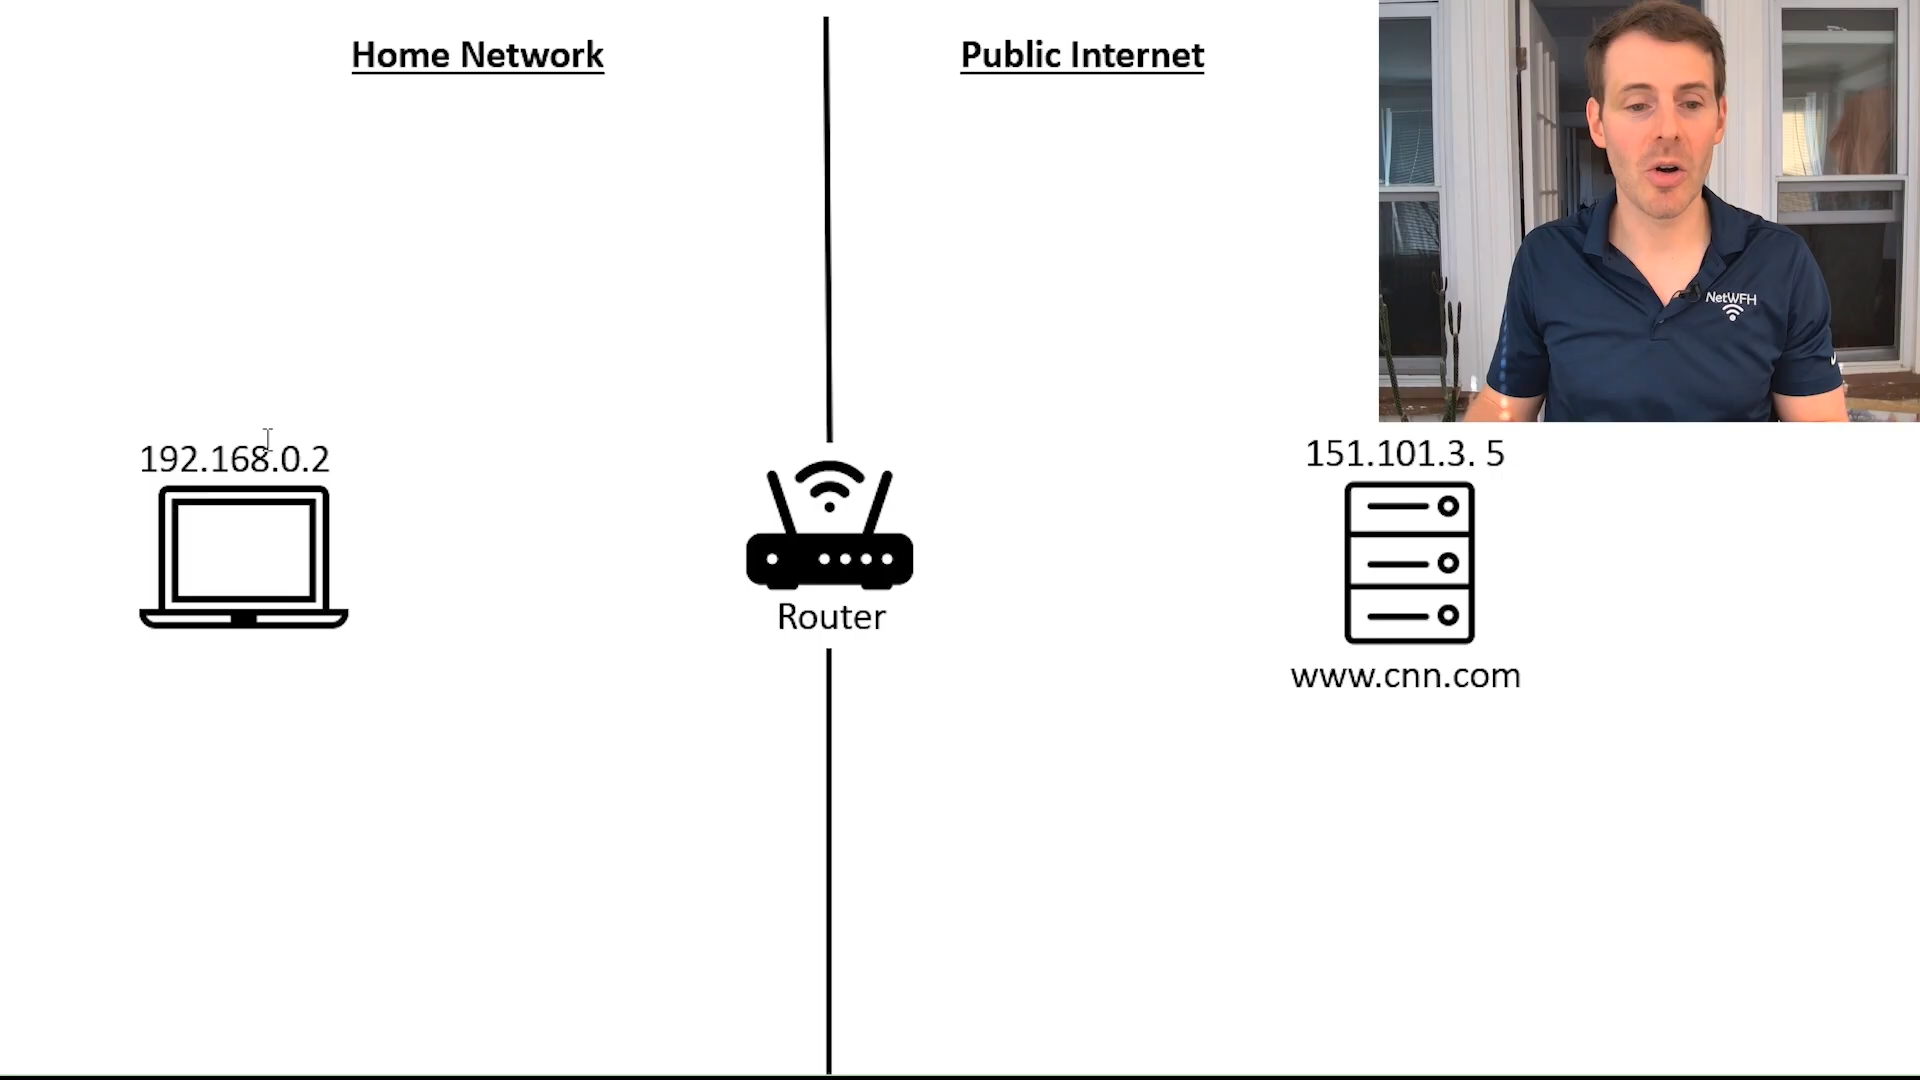 Home Network
Public Internet
NetWFH
192.168.0.2
151.101.3. 5
Router
www.cnn.com